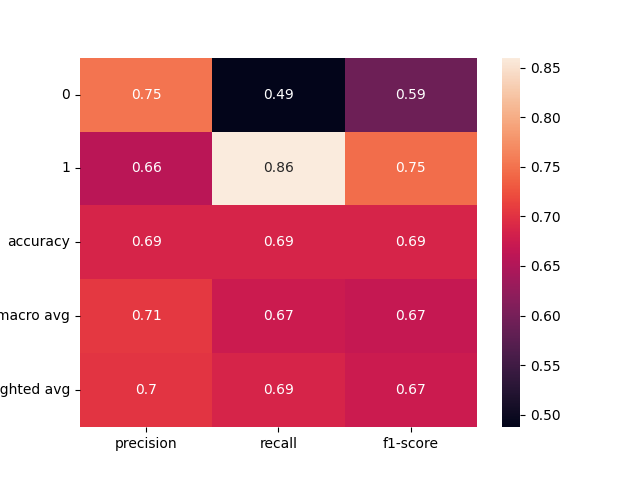 0 0.75 0.49 0.59
1 0.66 0.86 0.75
accuracy 0.69 0.69 0.69
macro avg 0.71 0.67 0.67
ghted avg 0.7 0.69 0.67
precision recall f1-score
0.85
0.80
0.75
0.70
0.65
0.60
0.55
0.50